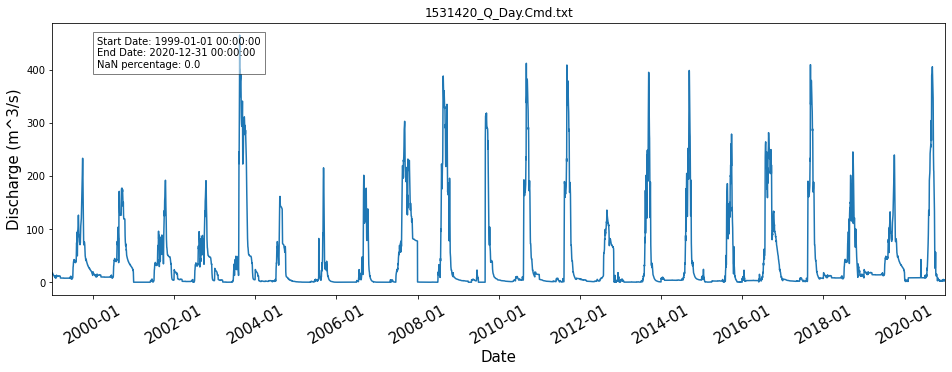 1531420_Q_Day.Cmd.txt
Start Date: 1999-01-01 00:00:00
End Date: 2020-12-31 00:00:00
NaN percentage: 0.0
Discharge (m^3/s)
400
300
200
100
0
2000-01 2002-01 2004-01 2006-01 2008-01 2010-01 2012-01 2014-01 2016-01 2018-01 2020-01
Date